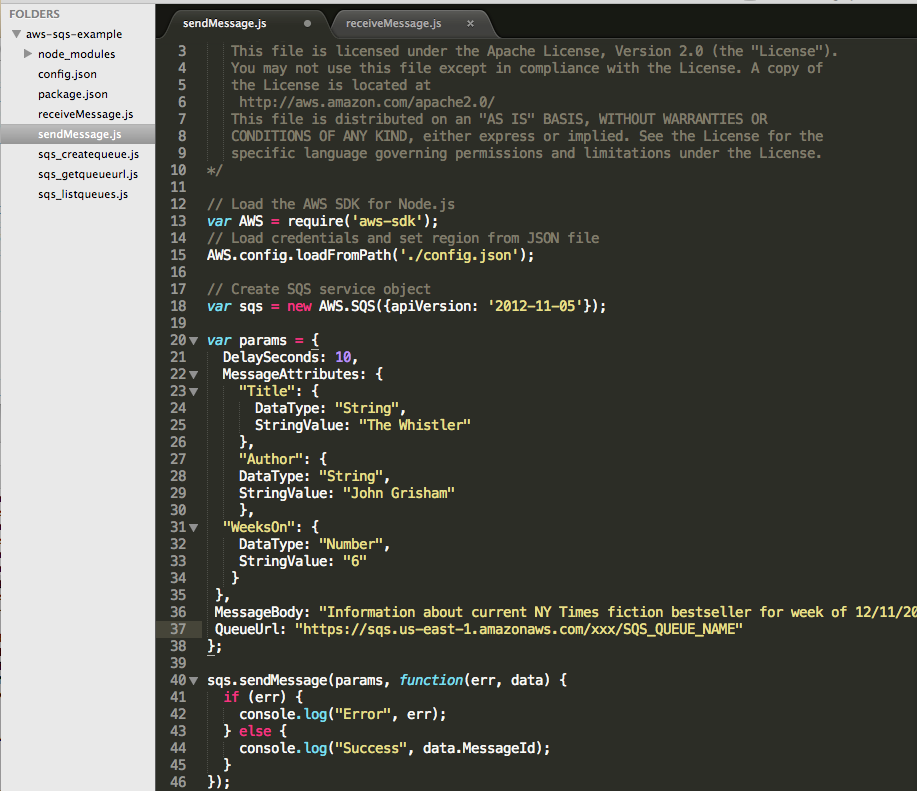 FOLDERS
aws-sqs-example
node_modules
config.json
package.json
receiveMessage.js
sendMessage.js
sqs_createqueue.js
sqs_getqueueurl.js
sqs_listqueues.js
sendMessage.js
receiveMessage.js ×
3 This file is licensed under the Apache License, Version 2.0 (the "License").
4 You may not use this file except in compliance with the License. A copy of
5 the License is located at
6 http://aws.amazon.com/apache2.0/
7 This file is distributed on an "AS IS" BASIS, WITHOUT WARRANTIES OR
8 CONDITIONS OF ANY KIND, either express or implied. See the License for the
9 specific language governing permissions and limitations under the License.
10 */
11
12 // Load the AWS SDK for Node.js
13 var AWS = require('aws-sdk');
14 // Load credentials and set region from JSON file
15 AWS.config.loadFromPath('./config.json');
16
17 // Create SQS service object
18 var sqs = new AWS.SQS({apiVersion: '2012-11-05'});
19
20 var params = {
21 DelaySeconds: 10,
22 MessageAttributes: {
23 "Title": {
24 DataType: "String",
25 StringValue: "The Whistler"
26 },
27 "Author": {
28 DataType: "String",
29 StringValue: "John Grisham"
30 },
31 "WeeksOn": {
32 DataType: "Number",
33 StringValue: "6"
34 }
35 },
36 MessageBody: "Information about current NY Times fiction bestseller for week of 12/11/20
37 QueueUrl: "https://sqs.us-east-1.amazonaws.com/xxx/SQS_QUEUE_NAME"
38 };
39
40 sqs.sendMessage(params, function(err, data) {
41 if (err) {
42 console.log("Error", err);
43 } else {
44 console.log("Success", data.MessageId);
45 }
46 });